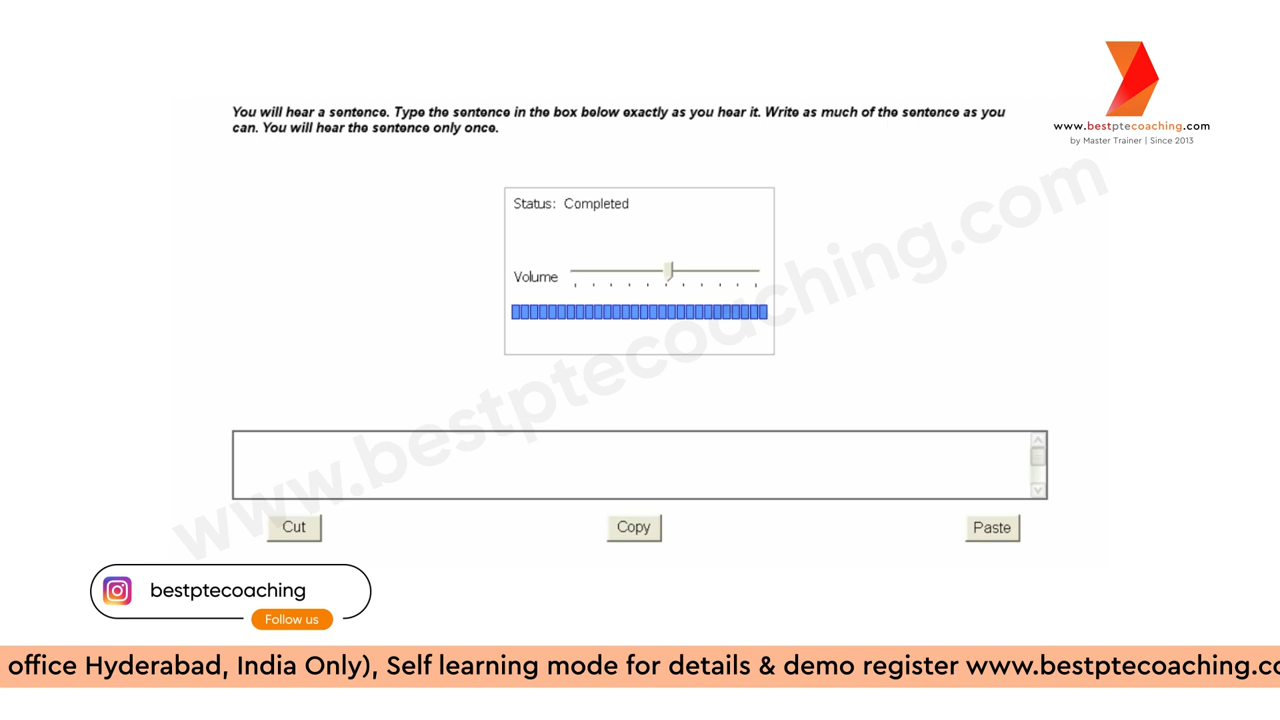 www.bestptecoaching.com
by Master Trainer | Since 2013
You will hear a sentence. Type the sentence in the box below exactly as you hear it. Write as much of the sentence as you
can. You will hear the sentence only once.
Status: Completed
Volume
www.bestptecoaching.com
Cut
Copy
Paste
bestptecoaching
Follow us
office Hyderabad, India Only), Self learning mode for details & demo register www.bestptecoaching.co